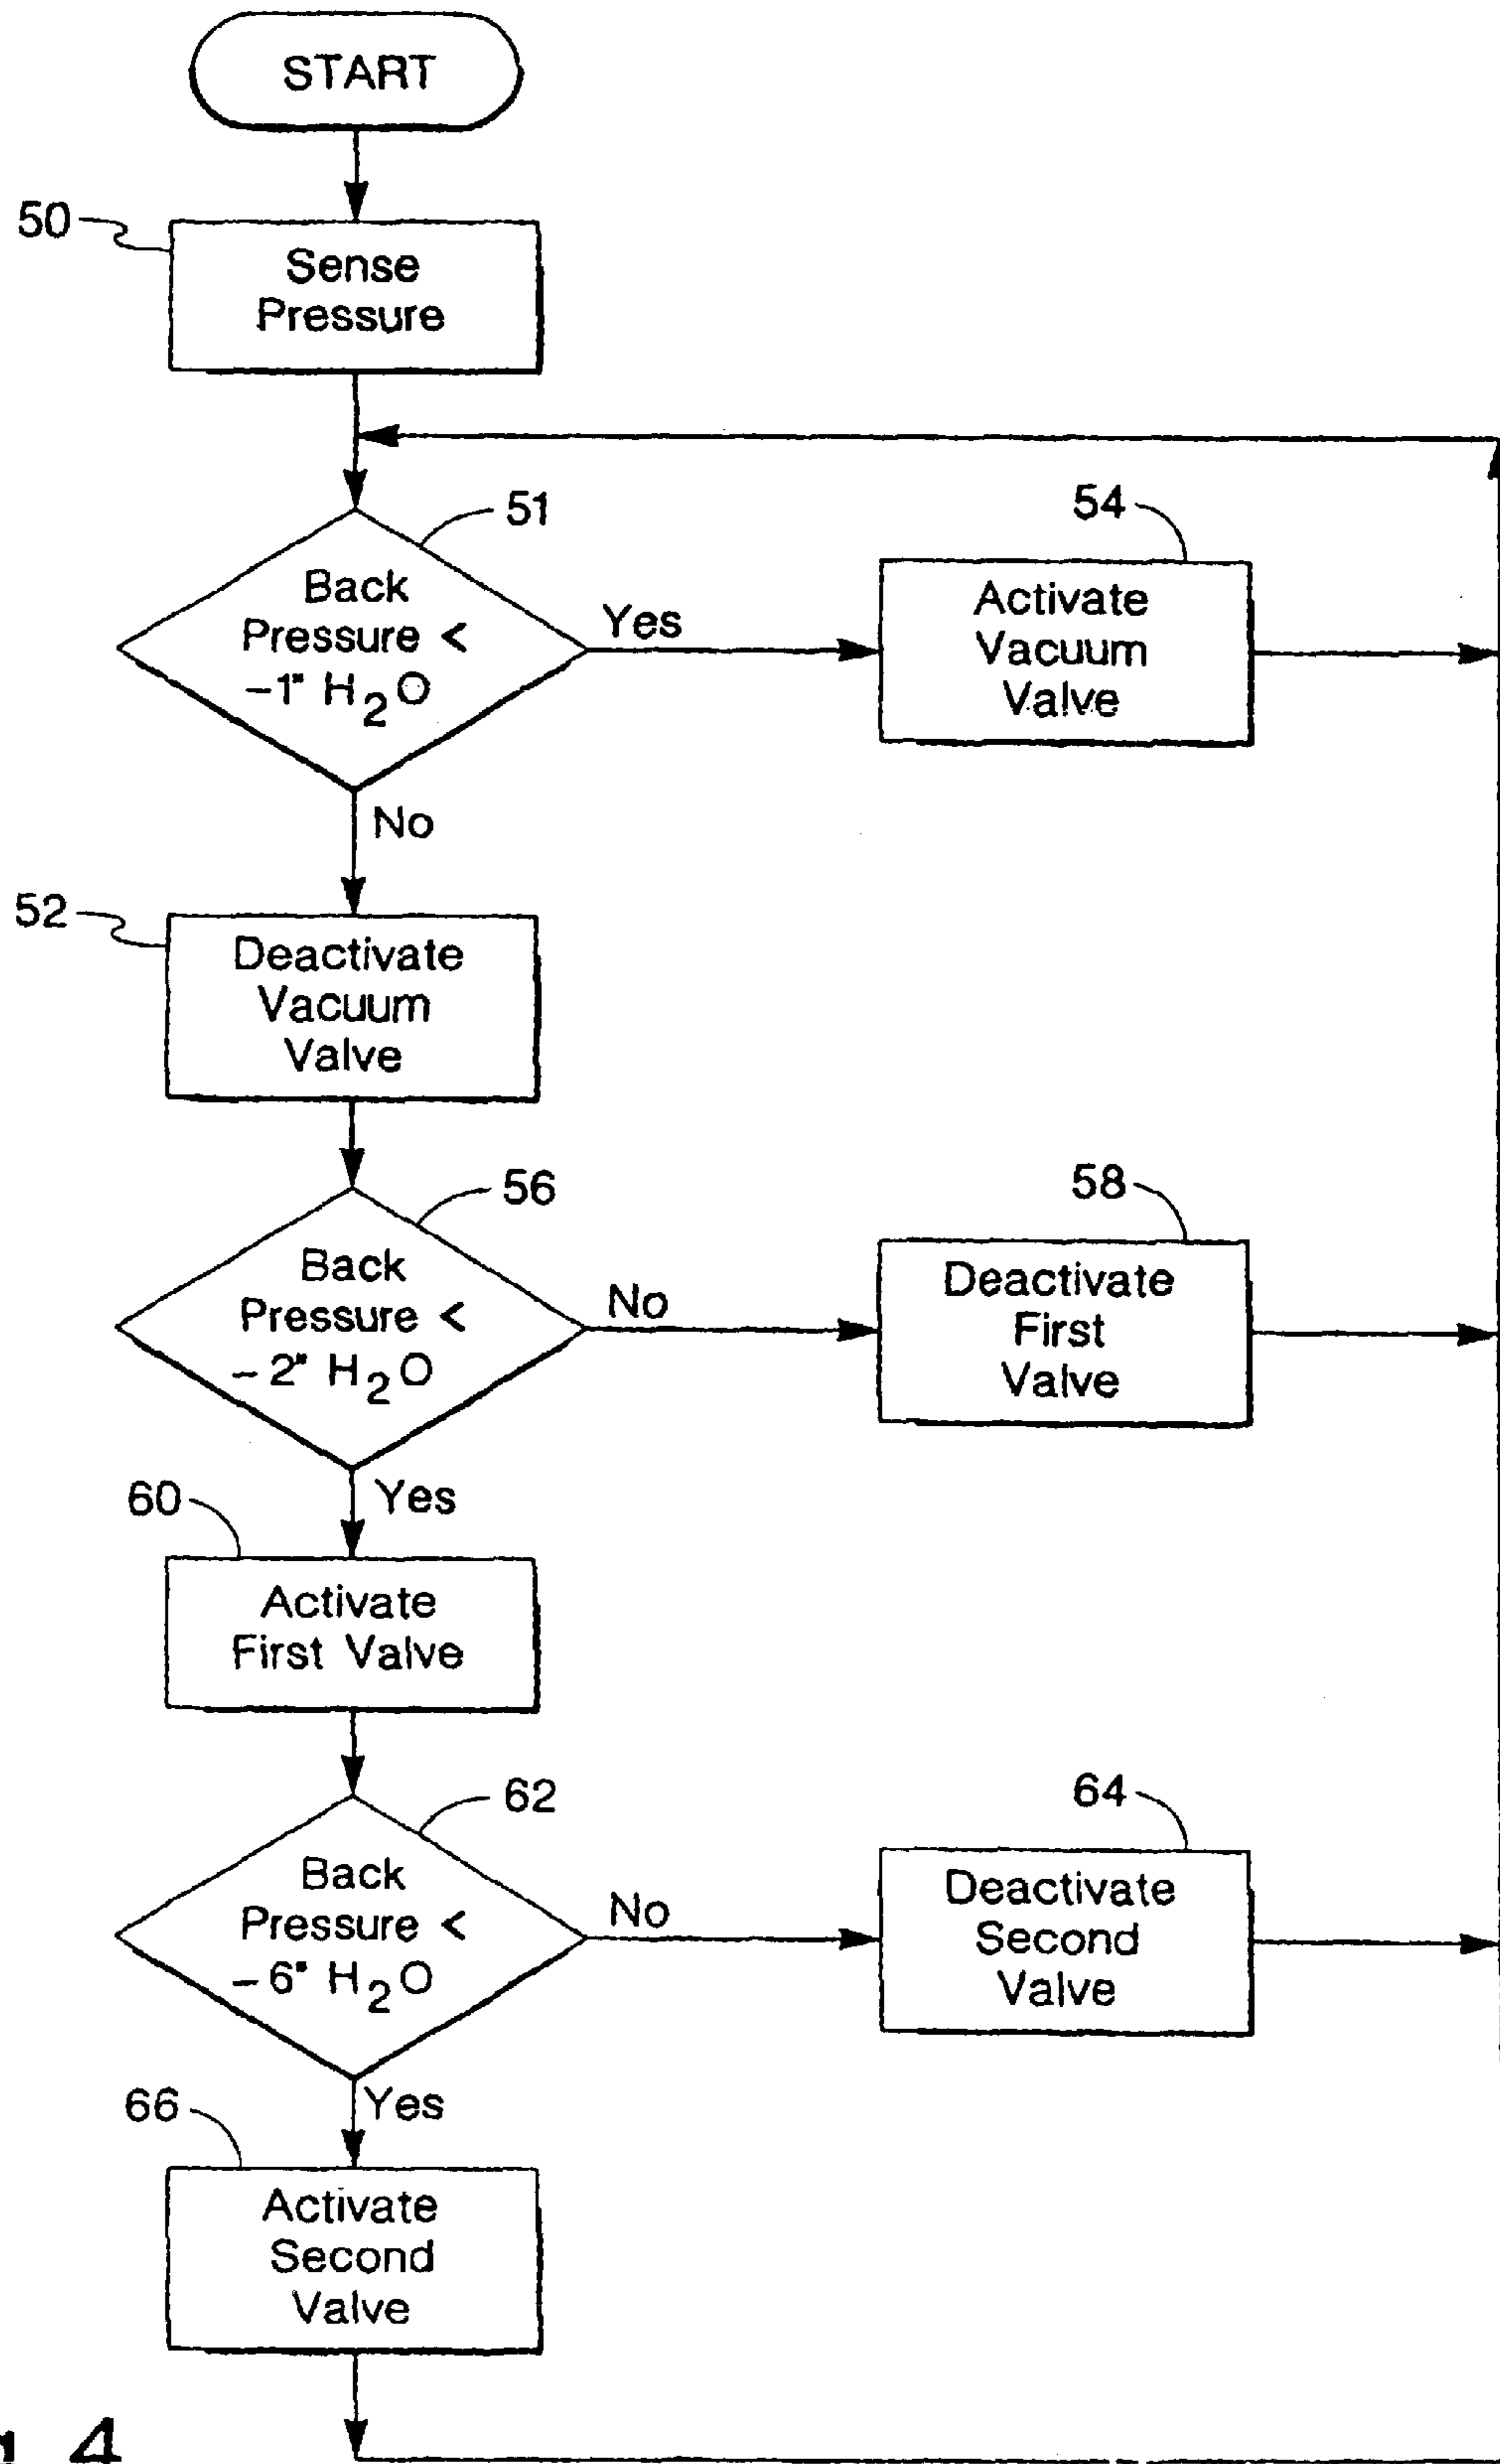 START
50
Sense
Pressure
51
Back
Pressure <
-1" H2O
Yes
54
Activate
Vacuum
Valve
No
52
Deactivate
Vacuum
Valve
56
Back
Pressure <
-2" H2O
No
58
Deactivate
First
Valve
Yes
60
Activate
First Valve
62
Back
Pressure <
-6" H2O
No
64
Deactivate
Second
Valve
Yes
66
Activate
Second
Valve
4